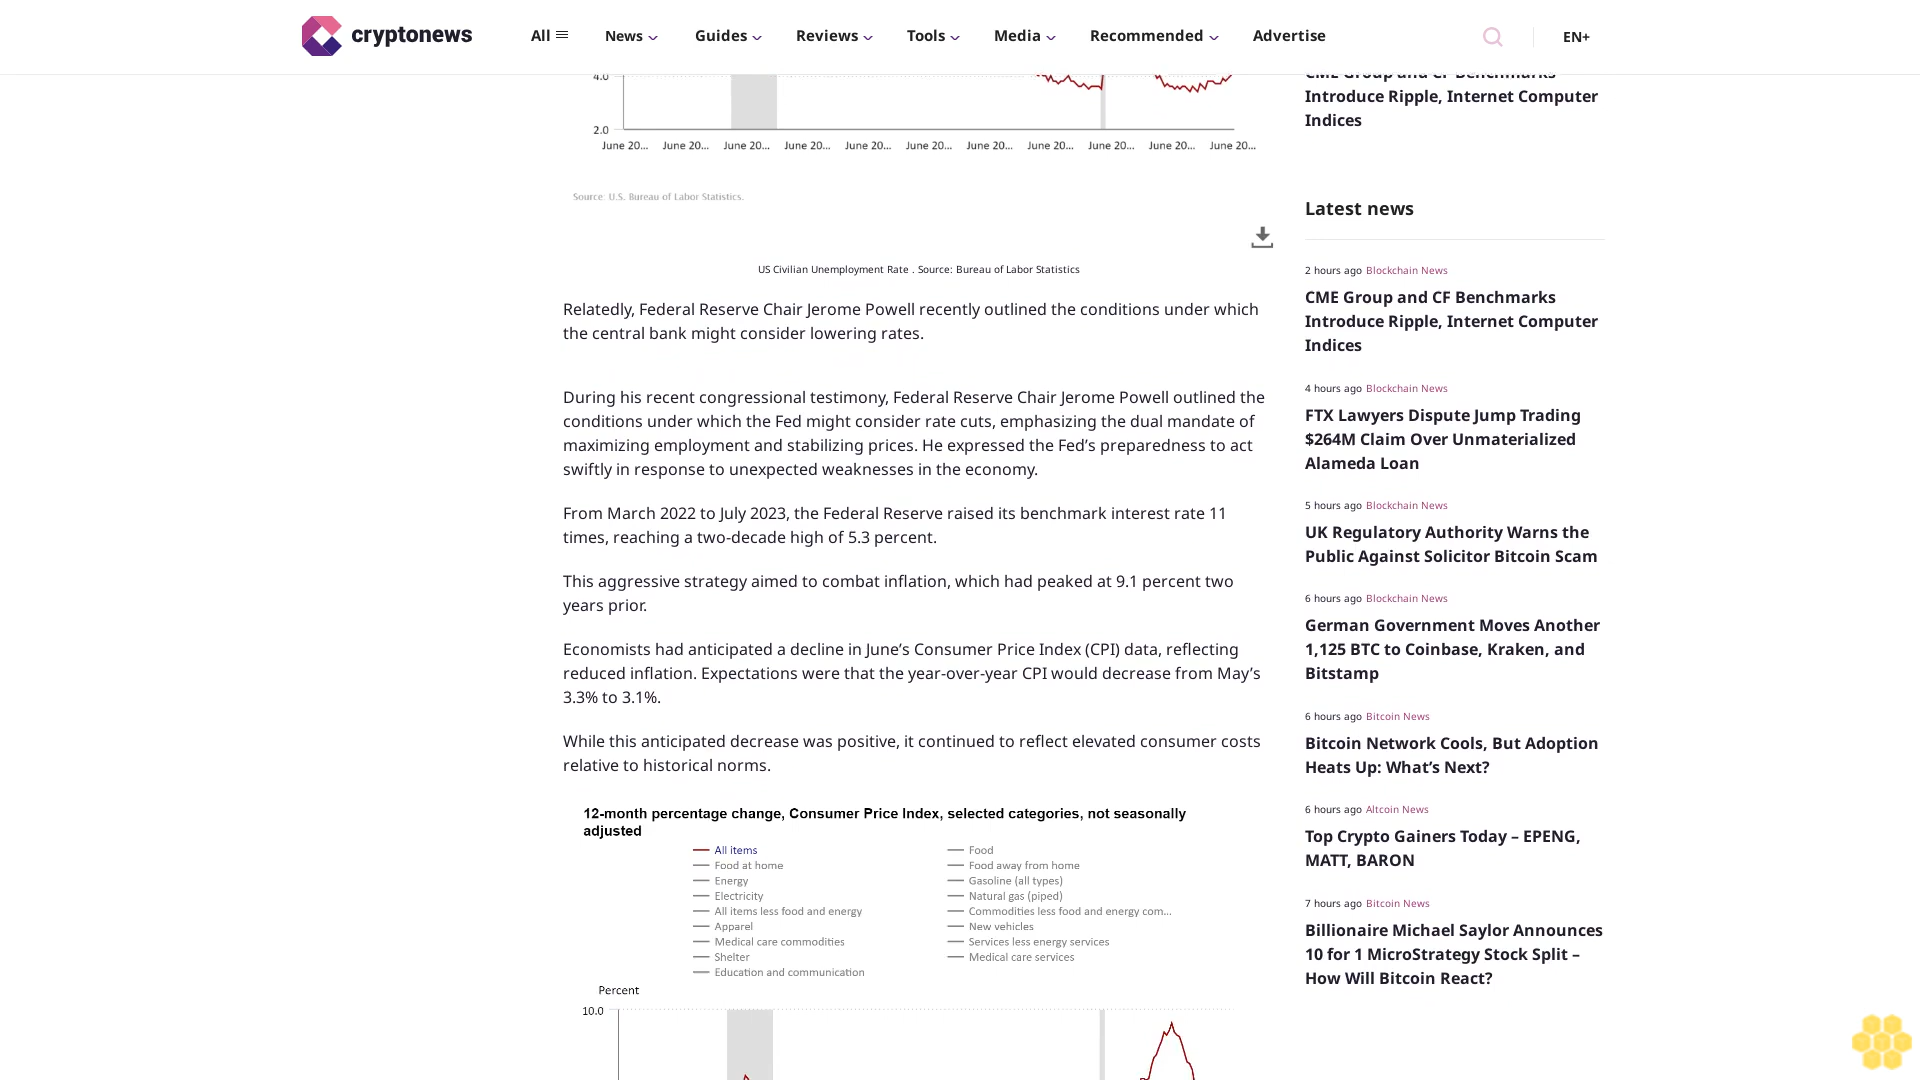 cryptonews
All
News
Guides
Reviews
Tools
Media
Recommended
Advertise
EN+
4.0
2.0
June 20... June 20... June 20... June 20... June 20... June 20... June 20... June 20... June 20... June 20... June 20...
Source: U.S. Bureau of Labor Statistics.
US Civilian Unemployment Rate . Source: Bureau of Labor Statistics
Relatedly, Federal Reserve Chair Jerome Powell recently outlined the conditions under which
the central bank might consider lowering rates.
During his recent congressional testimony, Federal Reserve Chair Jerome Powell outlined the
conditions under which the Fed might consider rate cuts, emphasizing the dual mandate of
maximizing employment and stabilizing prices. He expressed the Fed’s preparedness to act
swiftly in response to unexpected weaknesses in the economy.
From March 2022 to July 2023, the Federal Reserve raised its benchmark interest rate 11
times, reaching a two-decade high of 5.3 percent.
This aggressive strategy aimed to combat inflation, which had peaked at 9.1 percent two
years prior.
Economists had anticipated a decline in June’s Consumer Price Index (CPI) data, reflecting
reduced inflation. Expectations were that the year-over-year CPI would decrease from May’s
3.3% to 3.1%.
While this anticipated decrease was positive, it continued to reflect elevated consumer costs
relative to historical norms.
12-month percentage change, Consumer Price Index, selected categories, not seasonally
adjusted
All items
Food at home
Energy
Electricity
All items less food and energy
Apparel
Medical care commodities
Shelter
Education and communication
Food
Food away from home
Gasoline (all types)
Natural gas (piped)
Commodities less food and energy com...
New vehicles
Services less energy services
Medical care services
Percent
10.0
CME Group and CF Benchmarks
Introduce Ripple, Internet Computer
Indices
Latest news
2 hours ago Blockchain News
CME Group and CF Benchmarks
Introduce Ripple, Internet Computer
Indices
4 hours ago Blockchain News
FTX Lawyers Dispute Jump Trading
$264M Claim Over Unmaterialized
Alameda Loan
5 hours ago Blockchain News
UK Regulatory Authority Warns the
Public Against Solicitor Bitcoin Scam
6 hours ago Blockchain News
German Government Moves Another
1,125 BTC to Coinbase, Kraken, and
Bitstamp
6 hours ago Bitcoin News
Bitcoin Network Cools, But Adoption
Heats Up: What’s Next?
6 hours ago Altcoin News
Top Crypto Gainers Today – EPENG,
MATT, BARON
7 hours ago Bitcoin News
Billionaire Michael Saylor Announces
10 for 1 MicroStrategy Stock Split –
How Will Bitcoin React?